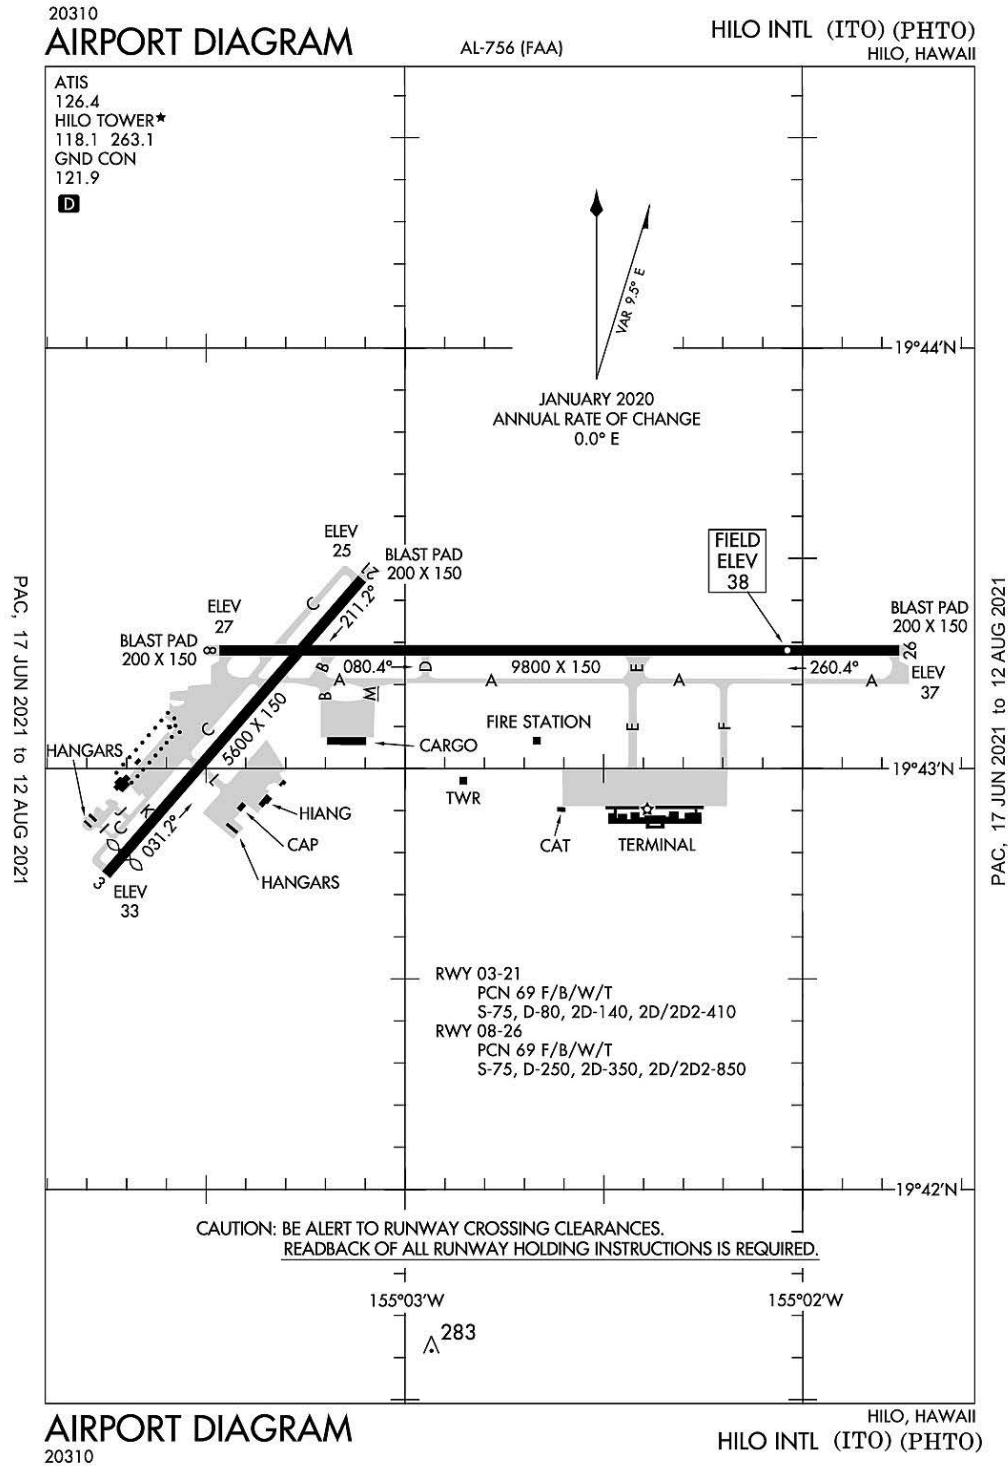 20310
AIRPORT DIAGRAM
AL-756 (FAA)
HILO INTL (ITO) (PHTO)
HILO, HAWAII
ATIS
126.4
HILO TOWER★
118.1 263.1
GND CON
121.9
D
VAR 9.5° E
19°44'N
JANUARY 2020
ANNUAL RATE OF CHANGE
0.0° E
ELEV
25
BLAST PAD
200 X 150
21
211.2°
C
FIELD
ELEV
38
ELEV
27
BLAST PAD
200 X 150
8
BLAST PAD
200 X 150
26
ELEV
37
080.4°
9800 X 150
260.4°
B
D
E
A
A
A
A
B
M
C
5600 X 150
E
F
FIRE STATION
CARGO
HANGARS
19°43'N
TWR
L
L
K
C
031.2°
HIANG
CAP
HANGARS
CAT
TERMINAL
3
ELEV
33
RWY 03-21
PCN 69 F/B/W/T
S-75, D-80, 2D-140, 2D/2D2-410
RWY 08-26
PCN 69 F/B/W/T
S-75, D-250, 2D-350, 2D/2D2-850
19°42'N
CAUTION: BE ALERT TO RUNWAY CROSSING CLEARANCES.
READBACK OF ALL RUNWAY HOLDING INSTRUCTIONS IS REQUIRED.
155°03'W
155°02'W
283
PAC, 17 JUN 2021 to 12 AUG 2021
PAC, 17 JUN 2021 to 12 AUG 2021
AIRPORT DIAGRAM
20310
HILO, HAWAII
HILO INTL (ITO) (PHTO)